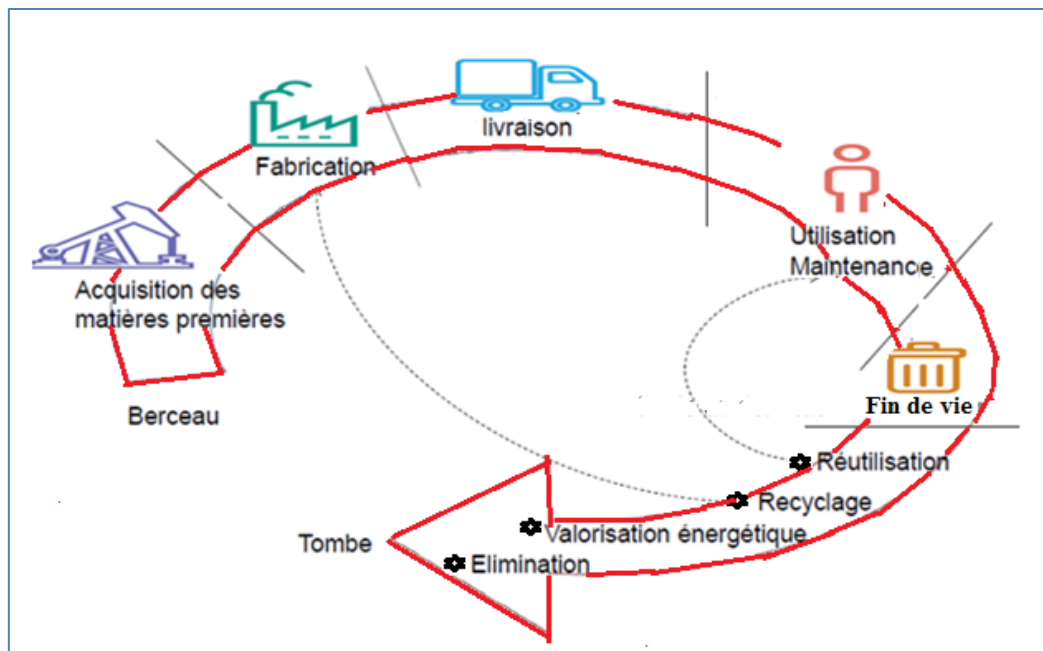 livraison
Fabrication
Utilisation
Maintenance
Acquisition des
matières premières
Berceau
Fin de vie
Réutilisation
Recyclage
Valorisation énergétique
Tombe
Elimination